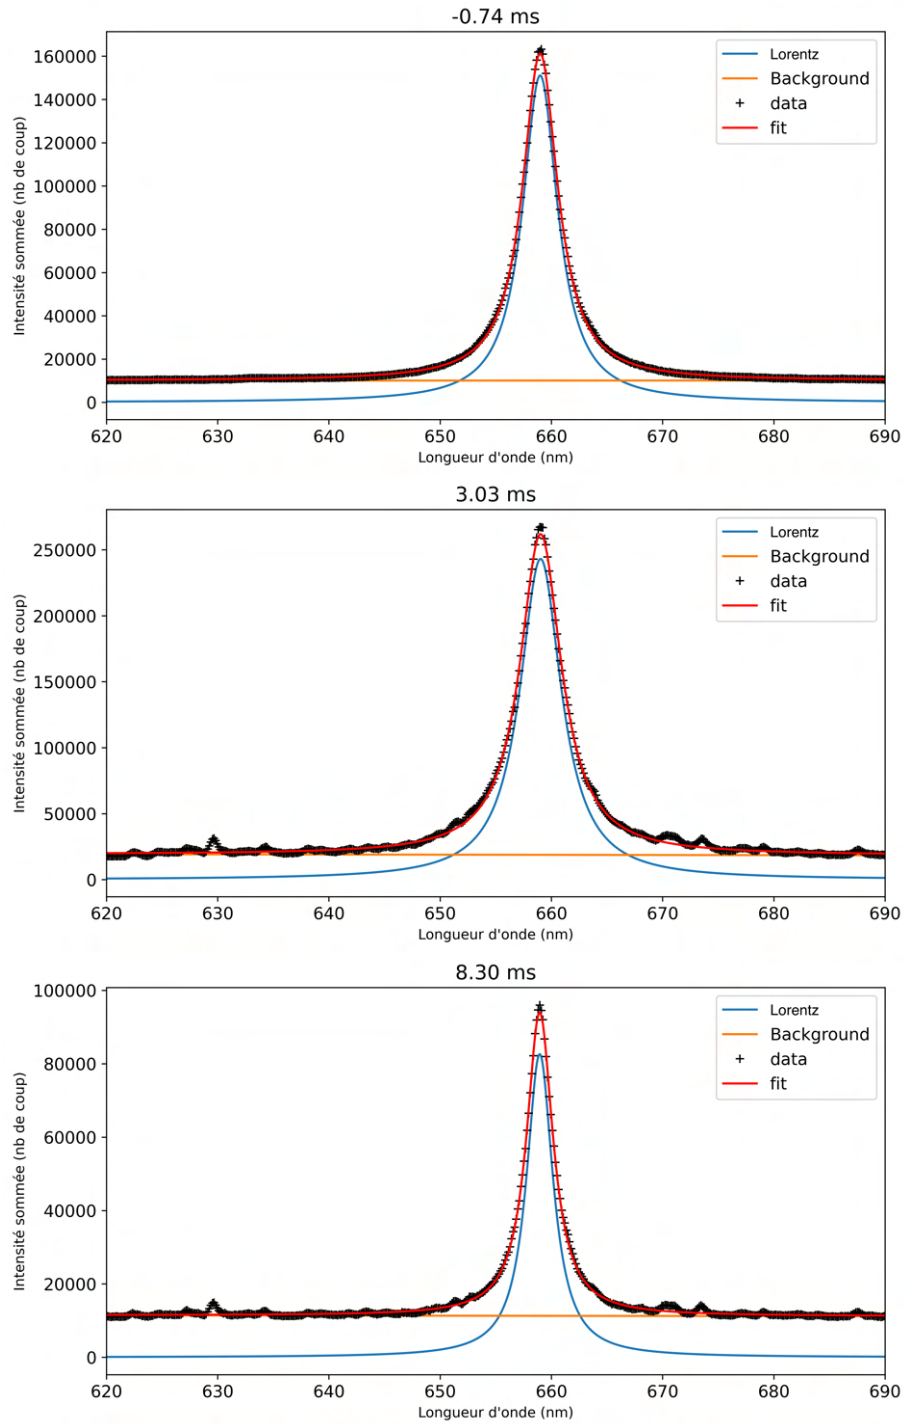 -0.74 ms
Intensité sommée (nb de coup)
160000
140000
120000
100000
80000
60000
40000
20000
0
Lorentz
Background
data
fit
620 630 640 650 660 670 680 690
Longueur d'onde (nm)
3.03 ms
Intensité sommée (nb de coup)
250000
200000
150000
100000
50000
0
Lorentz
Background
data
fit
620 630 640 650 660 670 680 690
Longueur d'onde (nm)
8.30 ms
Intensité sommée (nb de coup)
100000
80000
60000
40000
20000
0
Lorentz
Background
data
fit
620 630 640 650 660 670 680 690
Longueur d'onde (nm)